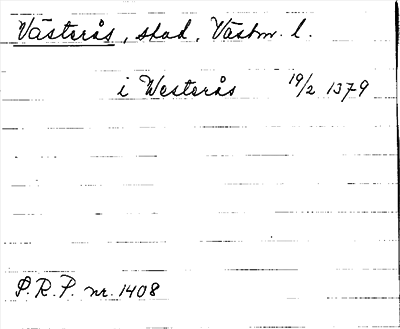 Västerås, stad, Västm. l.
i Westerås 19/2 1379
P.R.P. nr. 1408